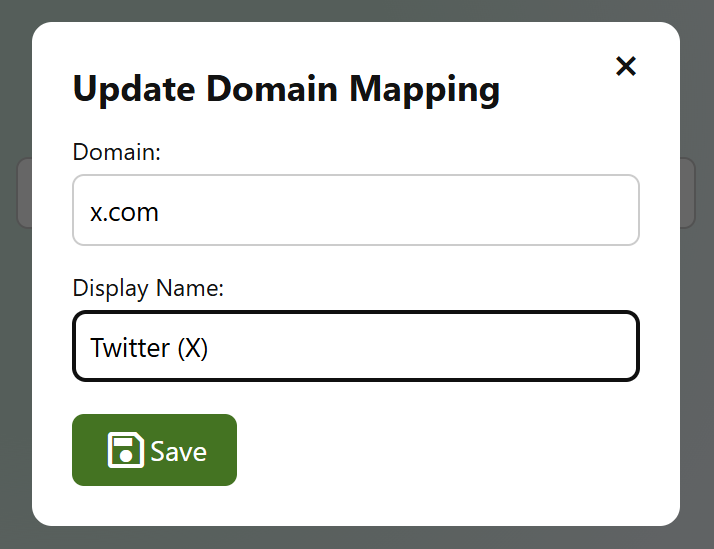 Update Domain Mapping
Domain:
x.com
Display Name:
Twitter (X)
Save